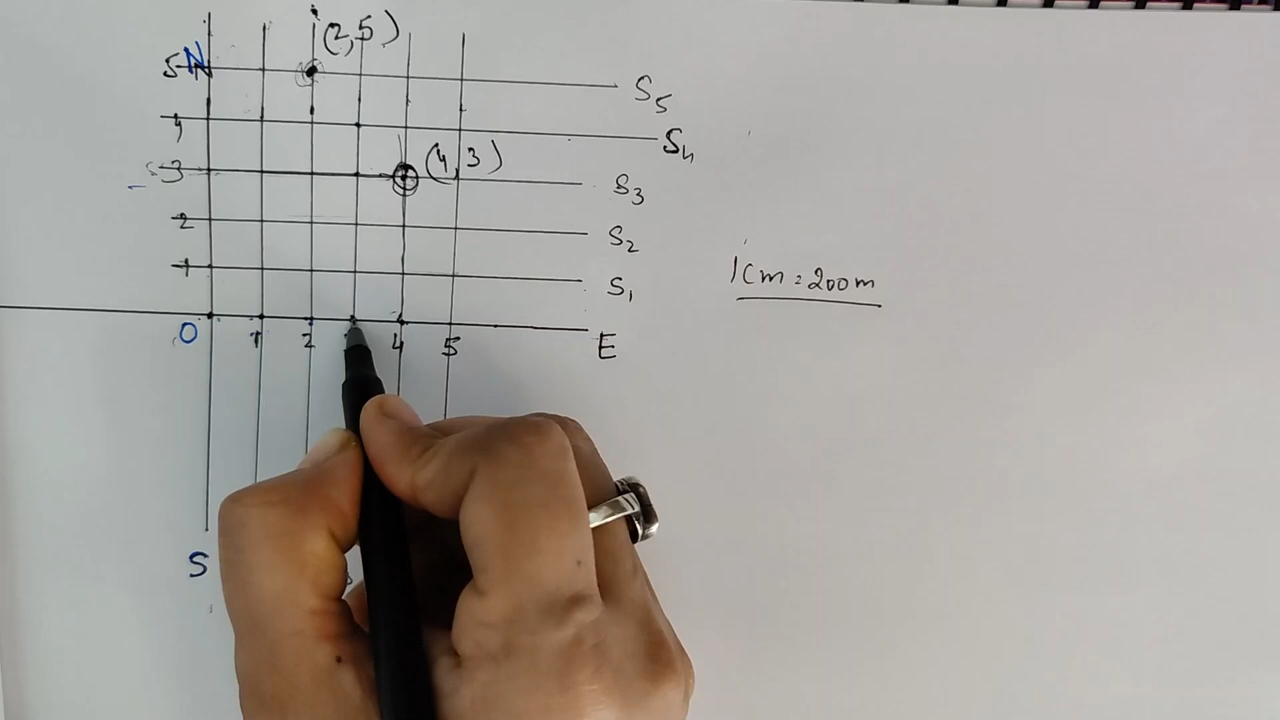 (2,5)
5 N S5
4 S4
(4,3)
3 S3
2 S2
1 S1
1cm = 200m
0 1 2 4 5 E
S